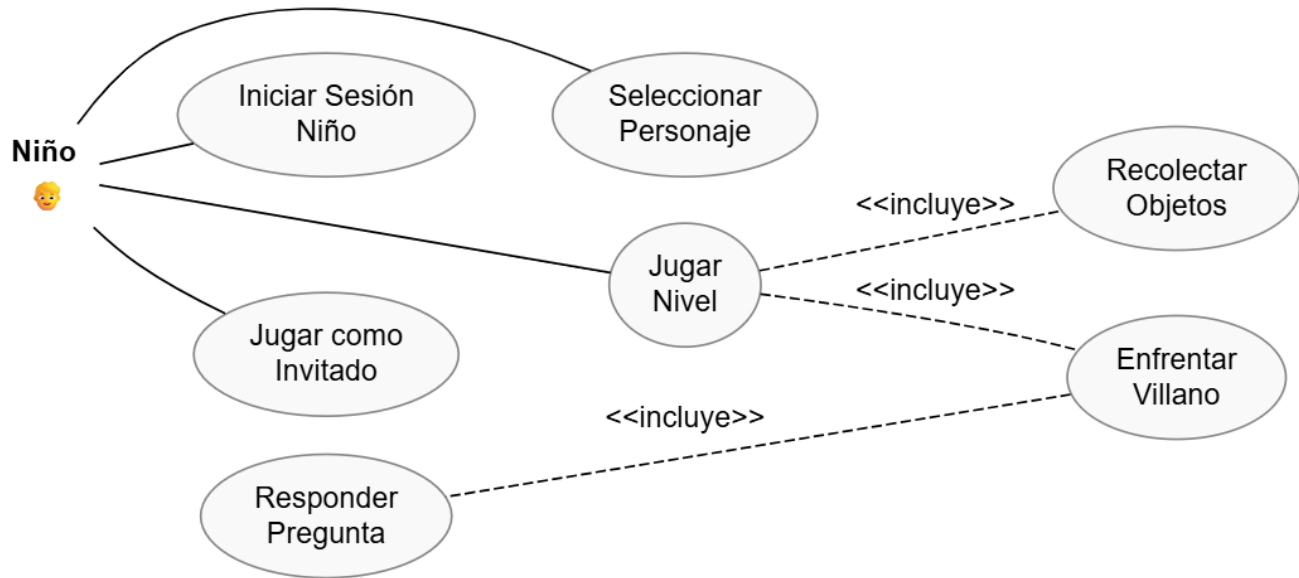 Iniciar Sesión
Niño
Seleccionar
Personaje
Niño
Recolectar
Objetos
<<incluye>>
Jugar
Nivel
<<incluye>>
Jugar como
Invitado
Enfrentar
Villano
<<incluye>>
Responder
Pregunta